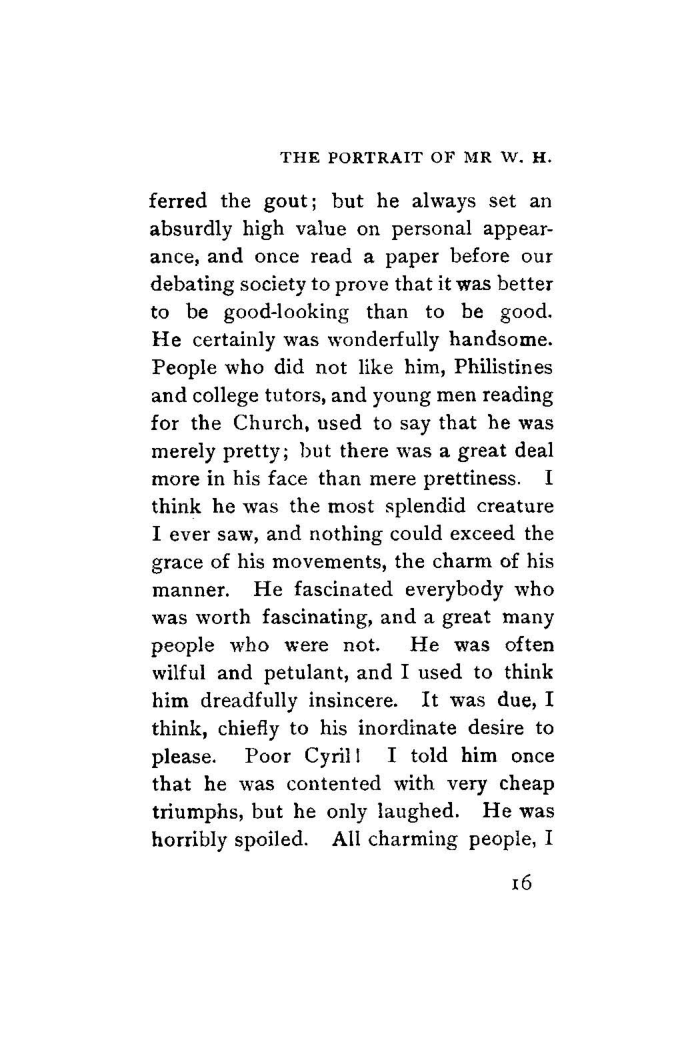 THE PORTRAIT OF MR W. H.
ferred the gout; but he always set an
absurdly high value on personal appear-
ance, and once read a paper before our
debating society to prove that it was better
to be good-looking than to be good.
He certainly was wonderfully handsome.
People who did not like him, Philistines
and college tutors, and young men reading
for the Church, used to say that he was
merely pretty; but there was a great deal
more in his face than mere prettiness. I
think he was the most splendid creature
I ever saw, and nothing could exceed the
grace of his movements, the charm of his
manner. He fascinated everybody who
was worth fascinating, and a great many
people who were not. He was often
wilful and petulant, and I used to think
him dreadfully insincere. It was due, I
think, chiefly to his inordinate desire to
please. Poor Cyril! I told him once
that he was contented with very cheap
triumphs, but he only laughed. He was
horribly spoiled. All charming people, I
16